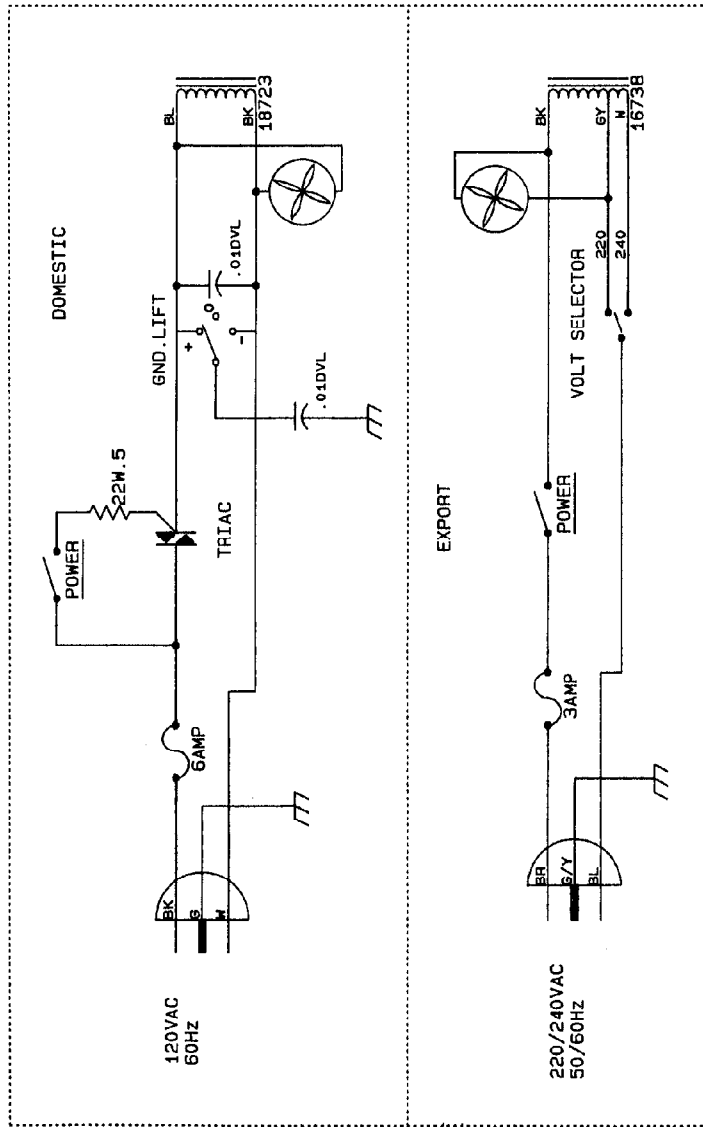 DOMESTIC
120VAC
60Hz
BK
G
W
6AMP
POWER
22W.5
TRIAC
GND.LIFT
+
-
O
.01DVL
.01DVL
BL
BK
18723
EXPORT
220/240VAC
50/60Hz
BR
G/Y
BL
3AMP
POWER
VOLT SELECTOR
220
240
BK
GY
W
16738